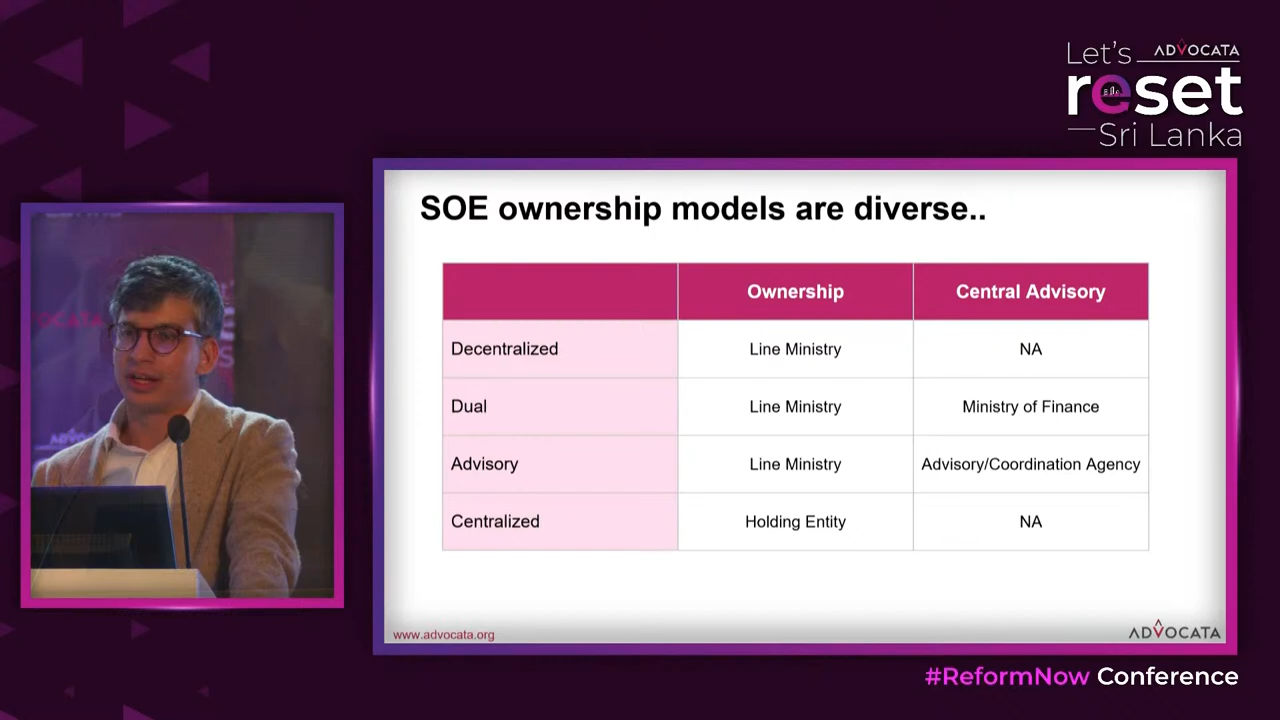 Let's ADVOCATA
reset
Sri Lanka
SOE ownership models are diverse..
Ownership Central Advisory
Decentralized Line Ministry NA
Dual Line Ministry Ministry of Finance
Advisory Line Ministry Advisory/Coordination Agency
Centralized Holding Entity NA
www.advocata.org
ADVOCATA
#ReformNow Conference